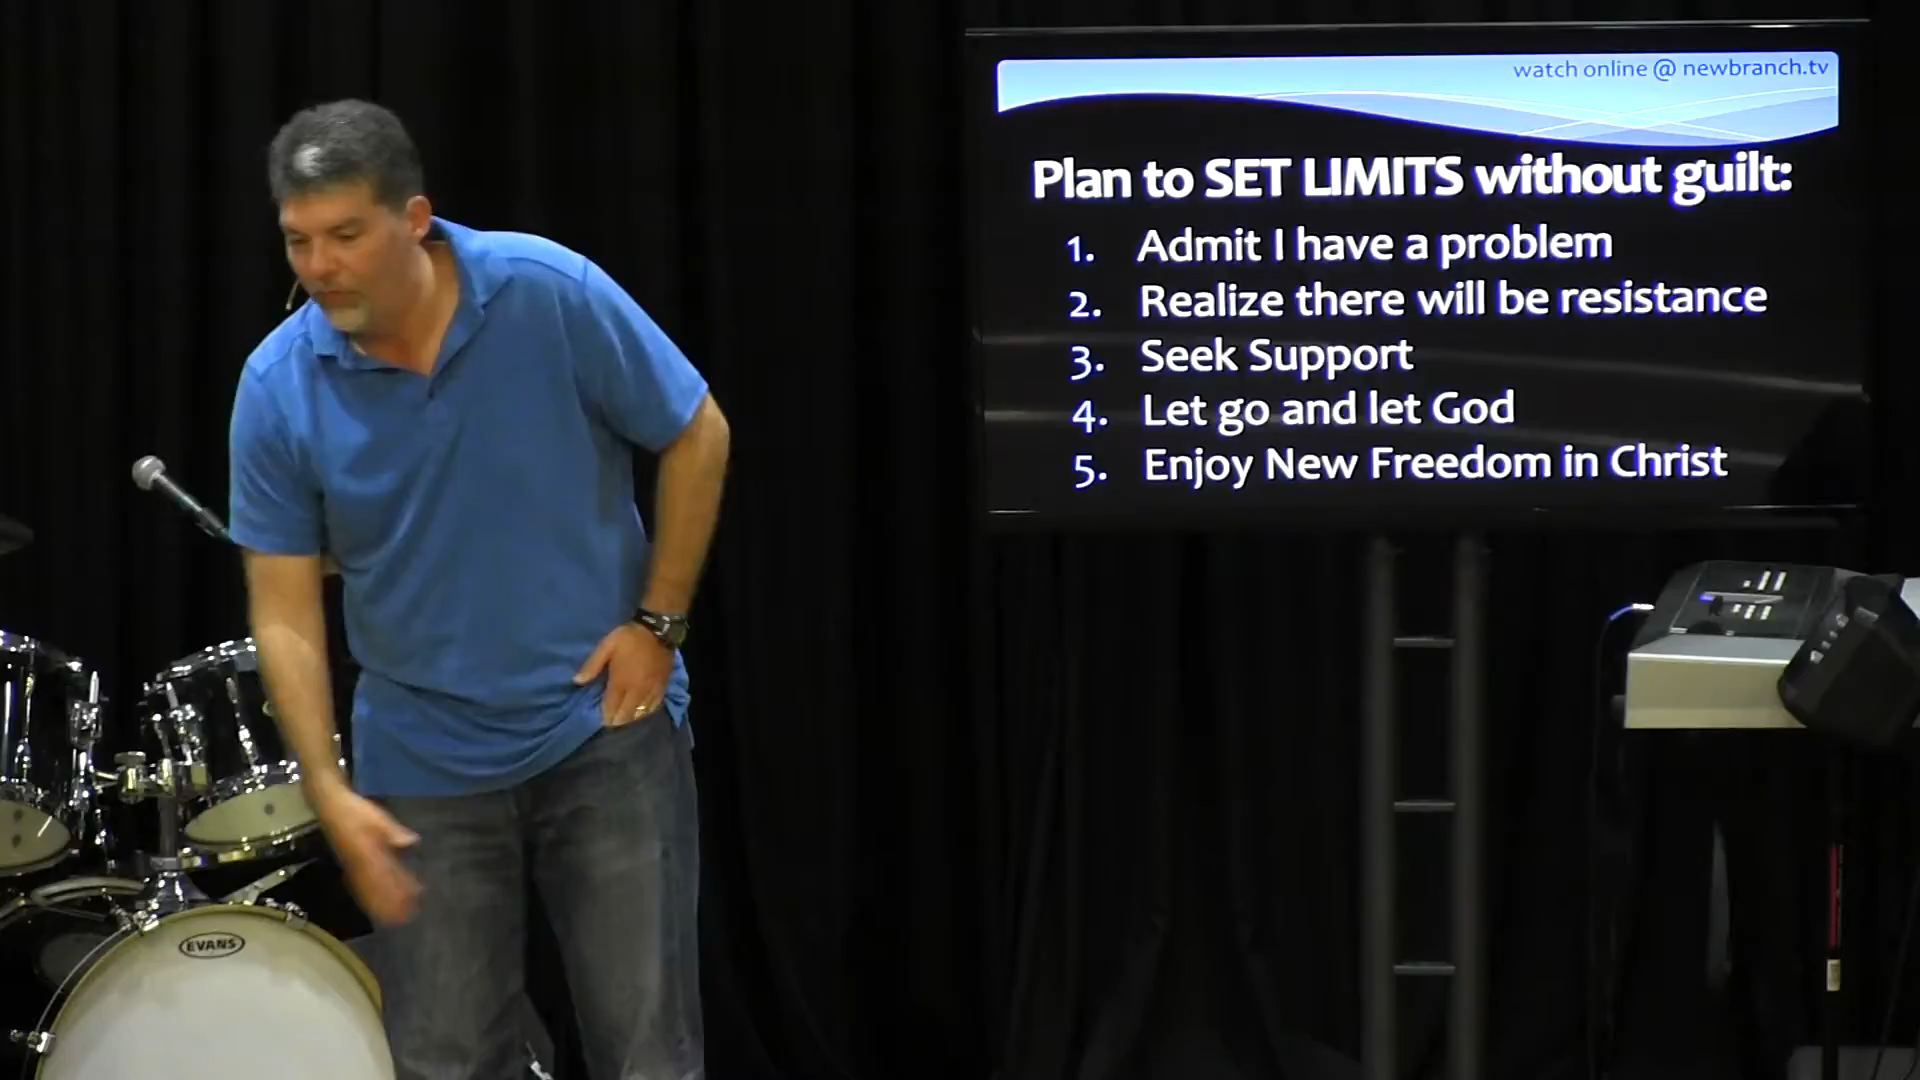 watch online @ newbranch.tv
Plan to SET LIMITS without guilt:
1. Admit I have a problem
2. Realize there will be resistance
3. Seek Support
4. Let go and let God
5. Enjoy New Freedom in Christ
EVANS